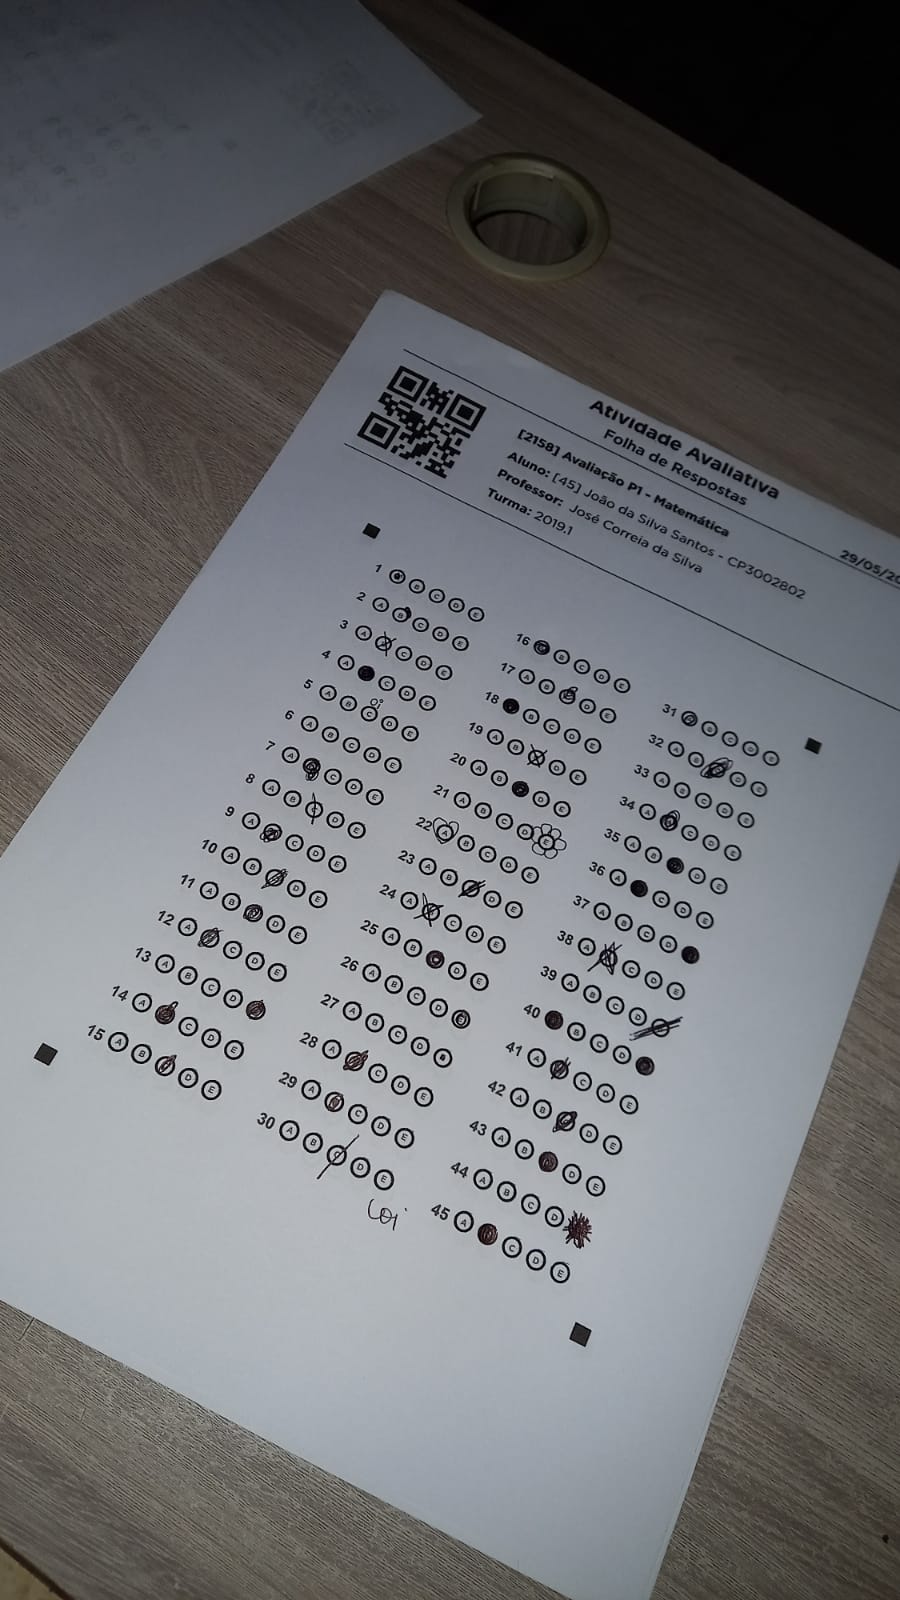 Atividade Avaliativa
Folha de Respostas
[2158] Avaliação P1 - Matemática
29/05/20
Aluno: [45] João da Silva Santos - CP3002802
Professor: José Correia da Silva
Turma: 2019.1
1 A B C D E
2 A B C D E
3 A C D E
4 A C D E
5 A B C D E
6 A B C D E
7 A C D E
8 A B C D E
9 A C D E
10 A B D E
11 A B D E
12 A C D E
13 A B C D
14 A C D E
15 A B D E
16 B C D E
17 A B D E
18 B C D E
19 A B D E
20 A B D E
21 A B C D E
22 A B C D E
23 A B D E
24 A C D E
25 A B C D E
26 A B C D E
27 A B C D
28 A C D E
29 A C D E
30 A B C D E
LOI
31 B C D E
32 A B D E
33 A B C D E
34 A C D E
35 A B D E
36 A C D E
37 A B C D
38 A C D E
39 A B C D
40 B C D
41 A C D E
42 A B D E
43 A B D E
44 A B C D
45 A C D E